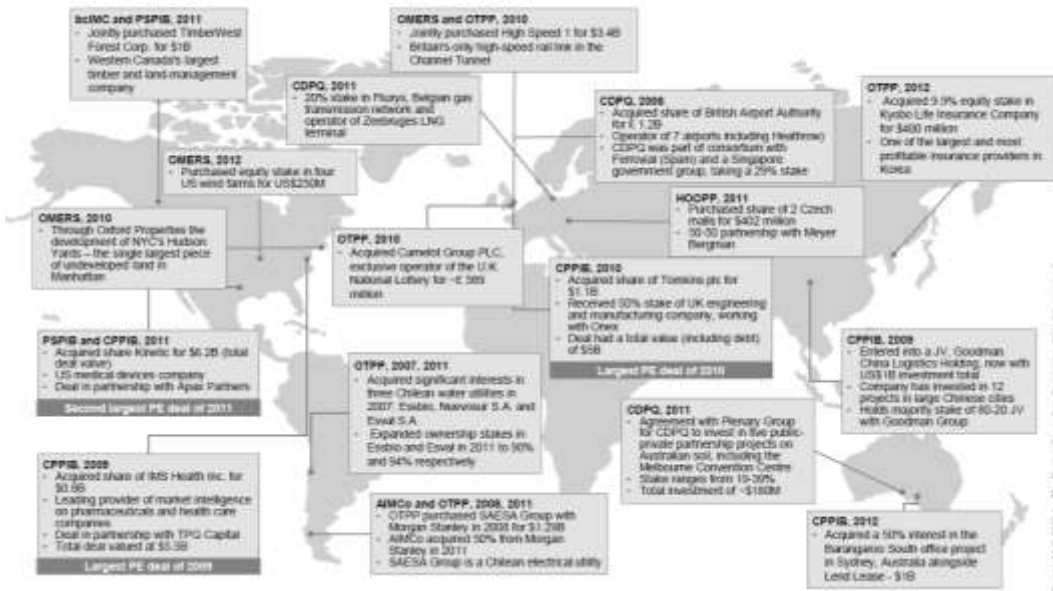 bcIMC and PSPIB, 2011
- Jointly purchased TimberWest
Forest Corp. for $1B
- Western Canada's largest
timber and land-management
company
OMERS and OTPP, 2010
- Jointly purchased High Speed 1 for $3.4B
- Britain's only high-speed rail link in the
Channel Tunnel
CDPQ, 2011
- 20% stake in Fluxys, Belgian gas
transmission network and
operator of Zeebruges LNG
terminal
CDPQ, 2006
- Acquired share of British Airport Authority
for £ 1.2B
- Operator of 7 airports including Heathrow)
- CDPQ was part of consortium with
Ferrovial (Spain) and a Singapore
government group, taking a 29% stake
OTPP, 2012
- Acquired 9.9% equity stake in
Kyobo Life Insurance Company
for $400 million
- One of the largest and most
profitable insurance providers in
Korea
OMERS, 2012
- Purchased equity stake in four
US wind farms for US$250M
HOOPP, 2011
- Purchased share of 2 Czech
malls for $402 million
- 50-50 partnership with Meyer
Bergman
OMERS, 2010
- Through Oxford Properties the
development of NYC's Hudson
Yards – the single largest piece
of undeveloped land in
Manhattan
OTPP, 2010
- Acquired Camelot Group PLC,
exclusive operator of the U.K.
National Lottery for ~£ 389
million
CPPIB, 2010
- Acquired share of Tomkins plc for
$1.1B
- Received 50% stake of UK engineering
and manufacturing company, working
with Onex
- Deal had a total value (including debt)
of $5B
Largest PE deal of 2010
PSPIB and CPPIB, 2011
- Acquired share Kinetic for $6.2B (total
deal value)
- US medical devices company
- Deal in partnership with Apax Partners
Second largest PE deal of 2011
CPPIB, 2009
- Entered into a JV, Goodman
China Logistics Holding, now with
US$1B investment total
- Company has invested in 12
projects in large Chinese cities
- Holds majority stake of 80-20 JV
with Goodman Group
OTPP, 2007, 2011
- Acquired significant interests in
three Chilean water utilities in
2007: Essbio, Nuevosur S.A. and
Esval S.A.
- Expanded ownership stakes in
Essbio and Esval in 2011 to 90%
and 94% respectively
CDPQ, 2011
- Agreement with Plenary Group
for CDPQ to invest in five public-
private partnership projects on
Australian soil, including the
Melbourne Convention Centre
- Stake ranges from
- Total investment of ~$180M
CPPIB, 2009
- Acquired share of IMS Health Inc. for
$0.9B
- Leading provider of market intelligence
on pharmaceuticals and health care
companies
- Deal in partnership with TPG Capital
- Total deal valued at
Largest PE deal of 2009
AIMCo and OTPP, 2008, 2011
- OTPP purchased SAESA Group with
Morgan Stanley in 2008 for $1.29B
- AIMCo acquired 50% from Morgan
Stanley in 2011
- SAESA Group is a Chilean electrical utility
CPPIB, 2012
- Acquired a 50% interest in the
Barangaroo South office project
in Sydney, Australia alongside
Lend Lease - $1B